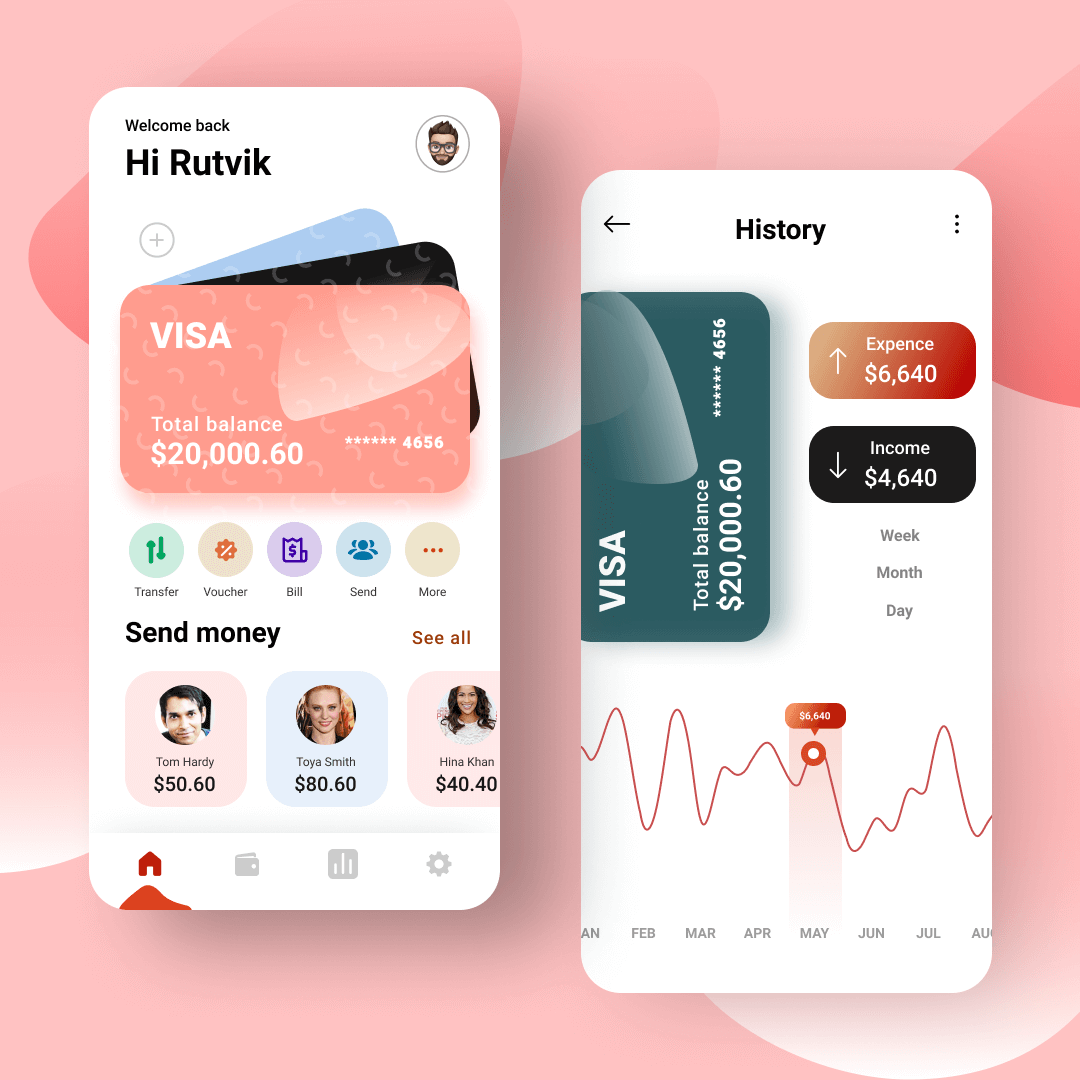 Welcome back
Hi Rutvik
VISA
Total balance
$20,000.60
****** 4656
Transfer
Voucher
Bill
Send
More
Send money
See all
Tom Hardy
$50.60
Toya Smith
$80.60
Hina Khan
$40.40
History
VISA
Total balance
$20,000.60
****** 4656
Expence
$6,640
Income
$4,640
Week
Month
Day
$6,640
AN FEB MAR APR MAY JUN JUL AUG